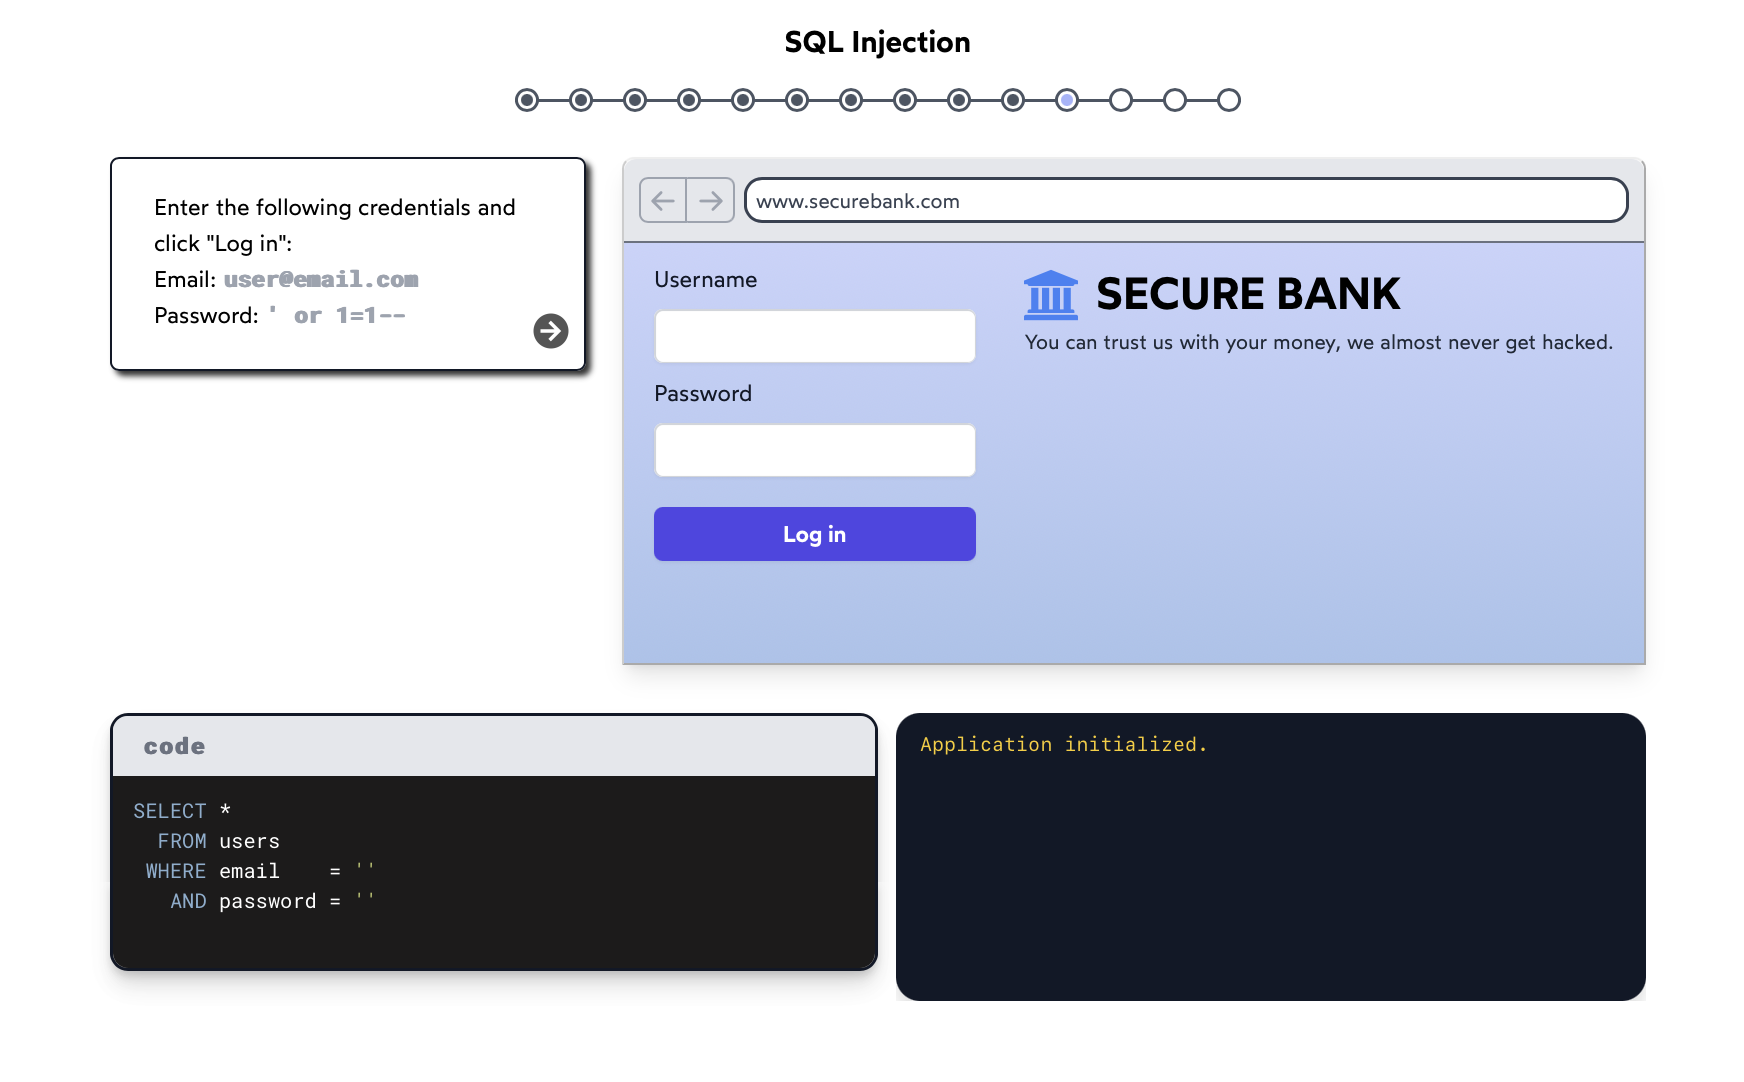 SQL Injection
Enter the following credentials and
click "Log in":
Email: user@email.com
Password: ' or 1=1--
www.securebank.com
Username
Password
Log in
SECURE BANK
You can trust us with your money, we almost never get hacked.
code
SELECT *
FROM users
WHERE email = ''
AND password = ''
Application initialized.